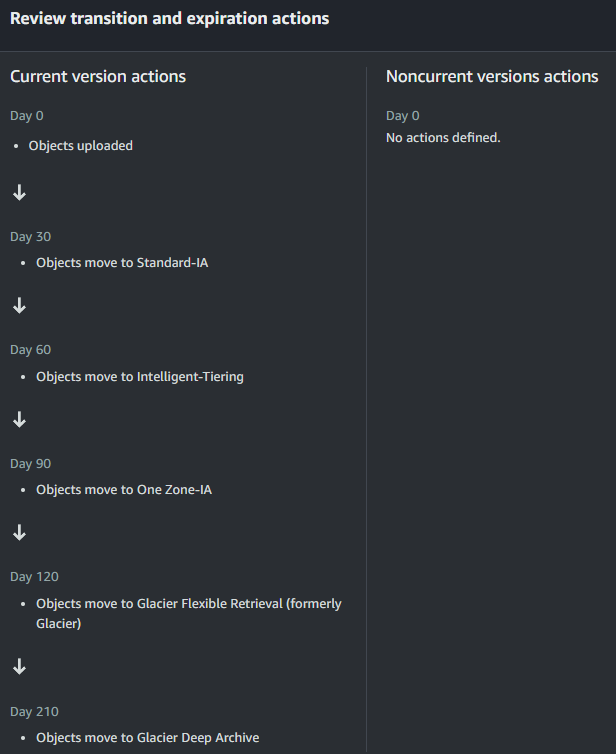 Review transition and expiration actions
Current version actions
Day 0
Objects uploaded
Day 30
Objects move to Standard-IA
Day 60
Objects move to Intelligent-Tiering
Day 90
Objects move to One Zone-IA
Day 120
Objects move to Glacier Flexible Retrieval (formerly
Glacier)
Day 210
Objects move to Glacier Deep Archive
Noncurrent versions actions
Day 0
No actions defined.